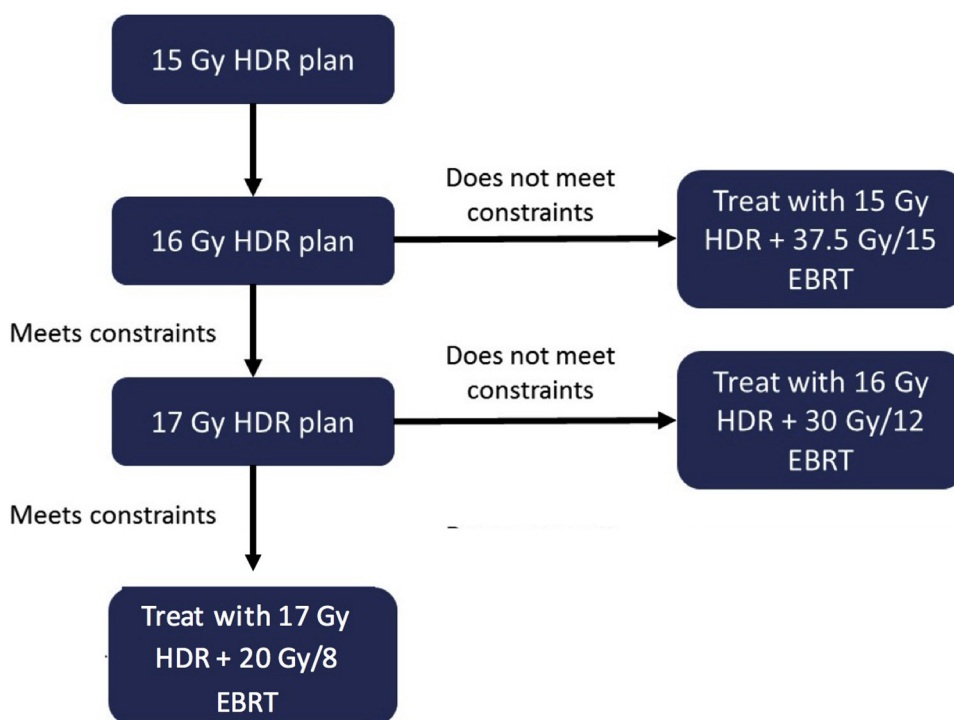 15 Gy HDR plan
Does not meet
constraints
16 Gy HDR plan
Treat with 15 Gy
HDR + 37.5 Gy/15
EBRT
Meets constraints
Does not meet
constraints
17 Gy HDR plan
Treat with 16 Gy
HDR + 30 Gy/12
EBRT
Meets constraints
Treat with 17 Gy
HDR + 20 Gy/8
EBRT